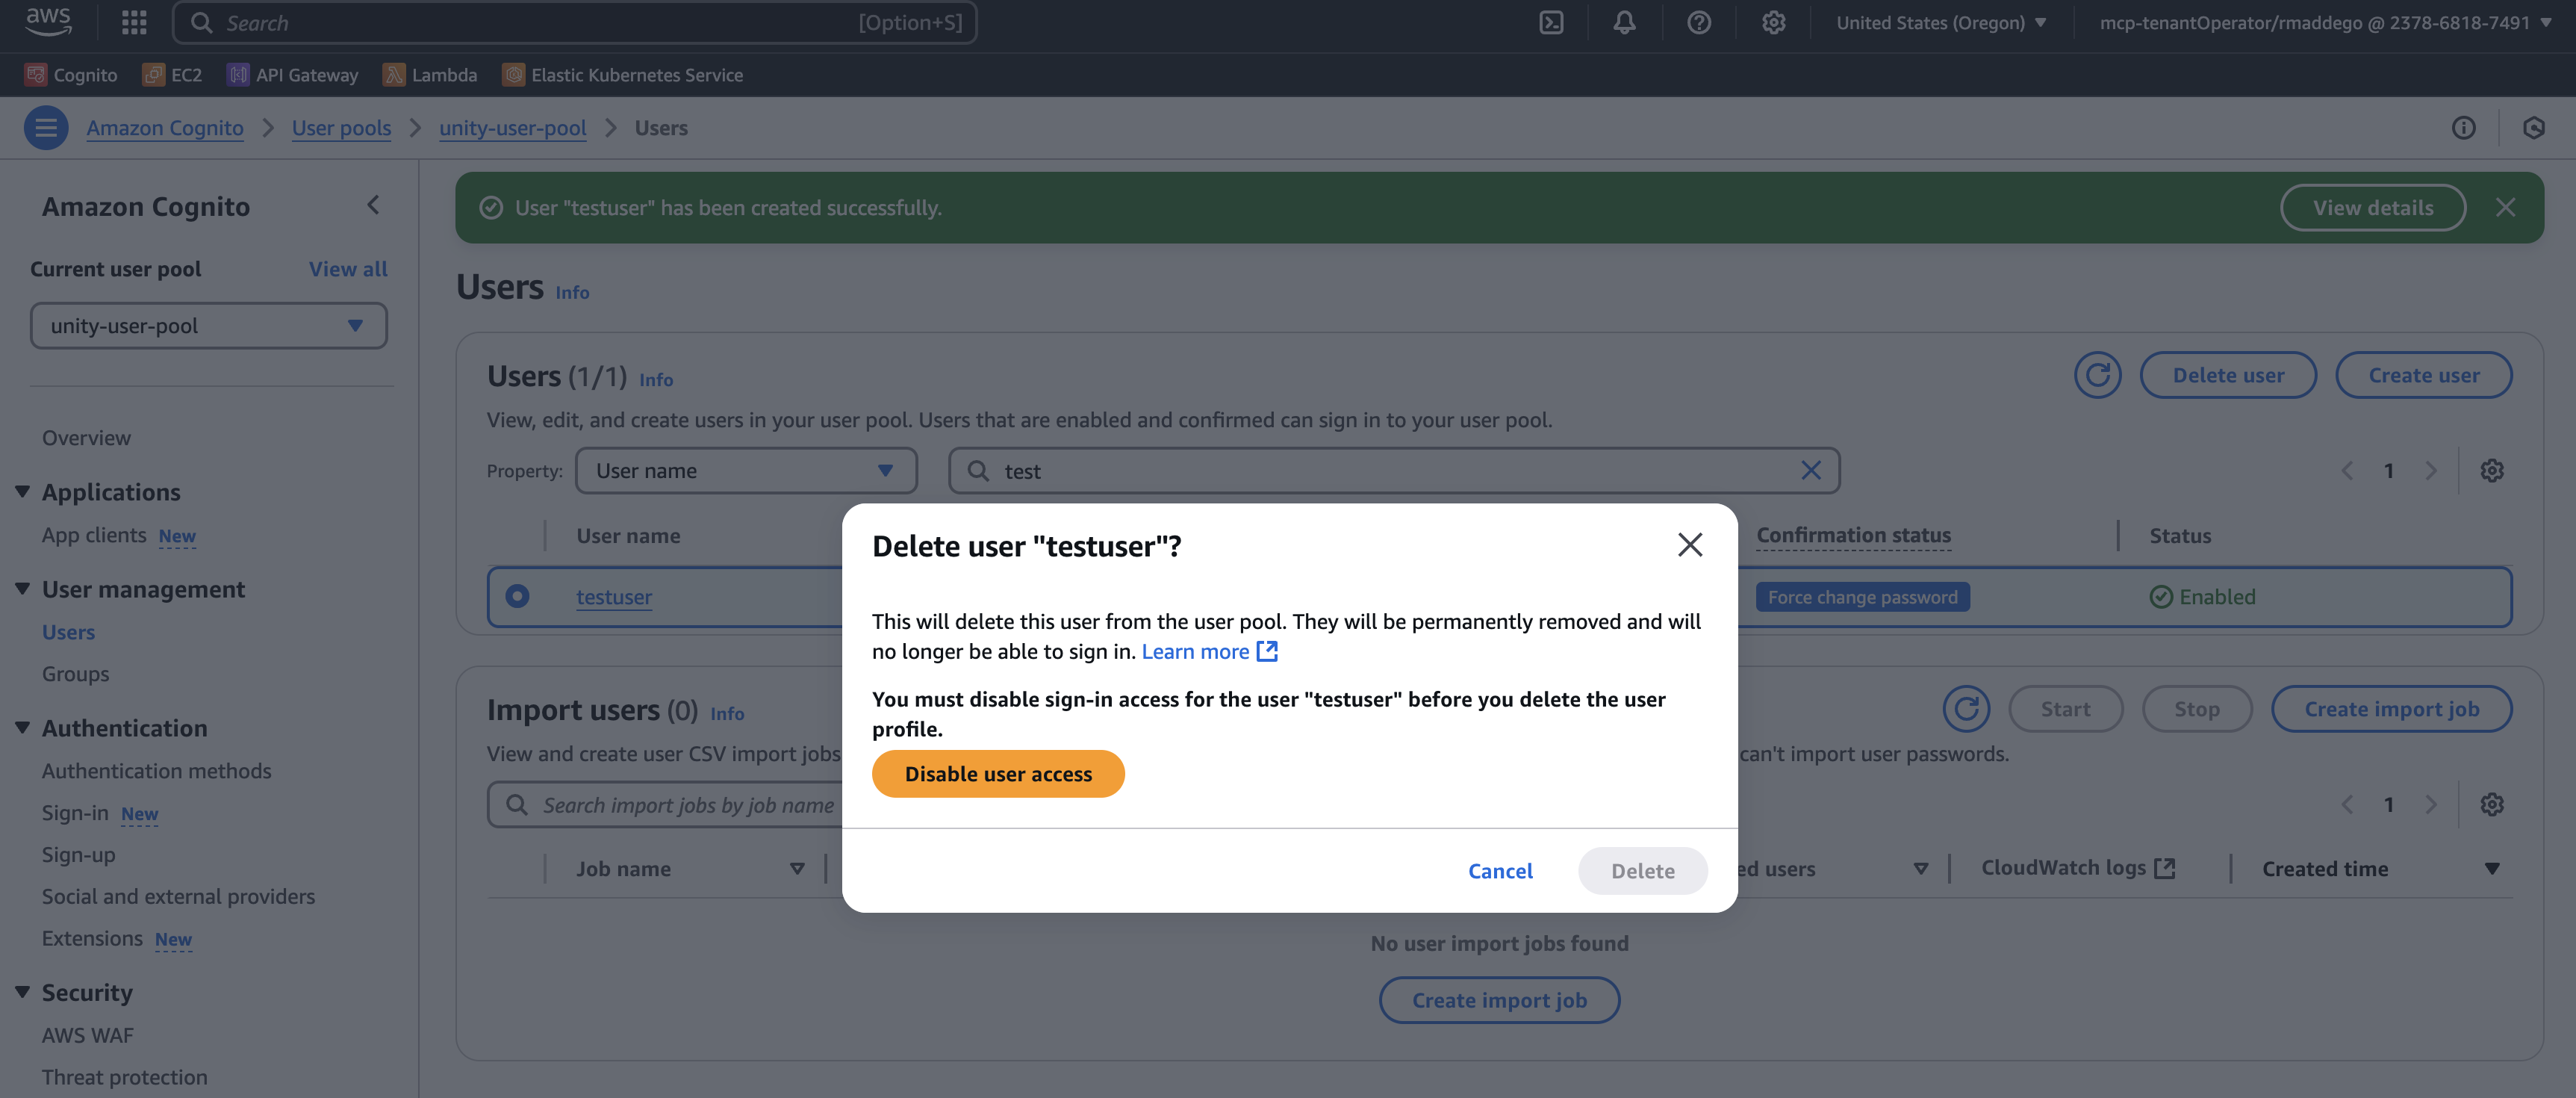 aws
Search [Option+S]
United States (Oregon)
mcp-tenantOperator/rmaddego @ 2378-6818-7491
Cognito EC2 API Gateway Lambda Elastic Kubernetes Service
Amazon Cognito > User pools > unity-user-pool > Users
Amazon Cognito
Current user pool View all
unity-user-pool
Overview
Applications
App clients New
User management
Users
Groups
Authentication
Authentication methods
Sign-in New
Sign-up
Social and external providers
Extensions New
Security
AWS WAF
Threat protection
User "testuser" has been created successfully.
View details
Users Info
Users (1/1) Info
Delete user Create user
View, edit, and create users in your user pool. Users that are enabled and confirmed can sign in to your user pool.
Property: User name test
1
User name Confirmation status Status
testuser Force change password Enabled
Delete user "testuser"?
This will delete this user from the user pool. They will be permanently removed and will
no longer be able to sign in. Learn more
You must disable sign-in access for the user "testuser" before you delete the user
profile.
Disable user access
Cancel Delete
Import users (0) Info
Start Stop Create import job
View and create user CSV import jobs
can't import user passwords.
Search import jobs by job name
1
Job name ed users CloudWatch logs Created time
No user import jobs found
Create import job